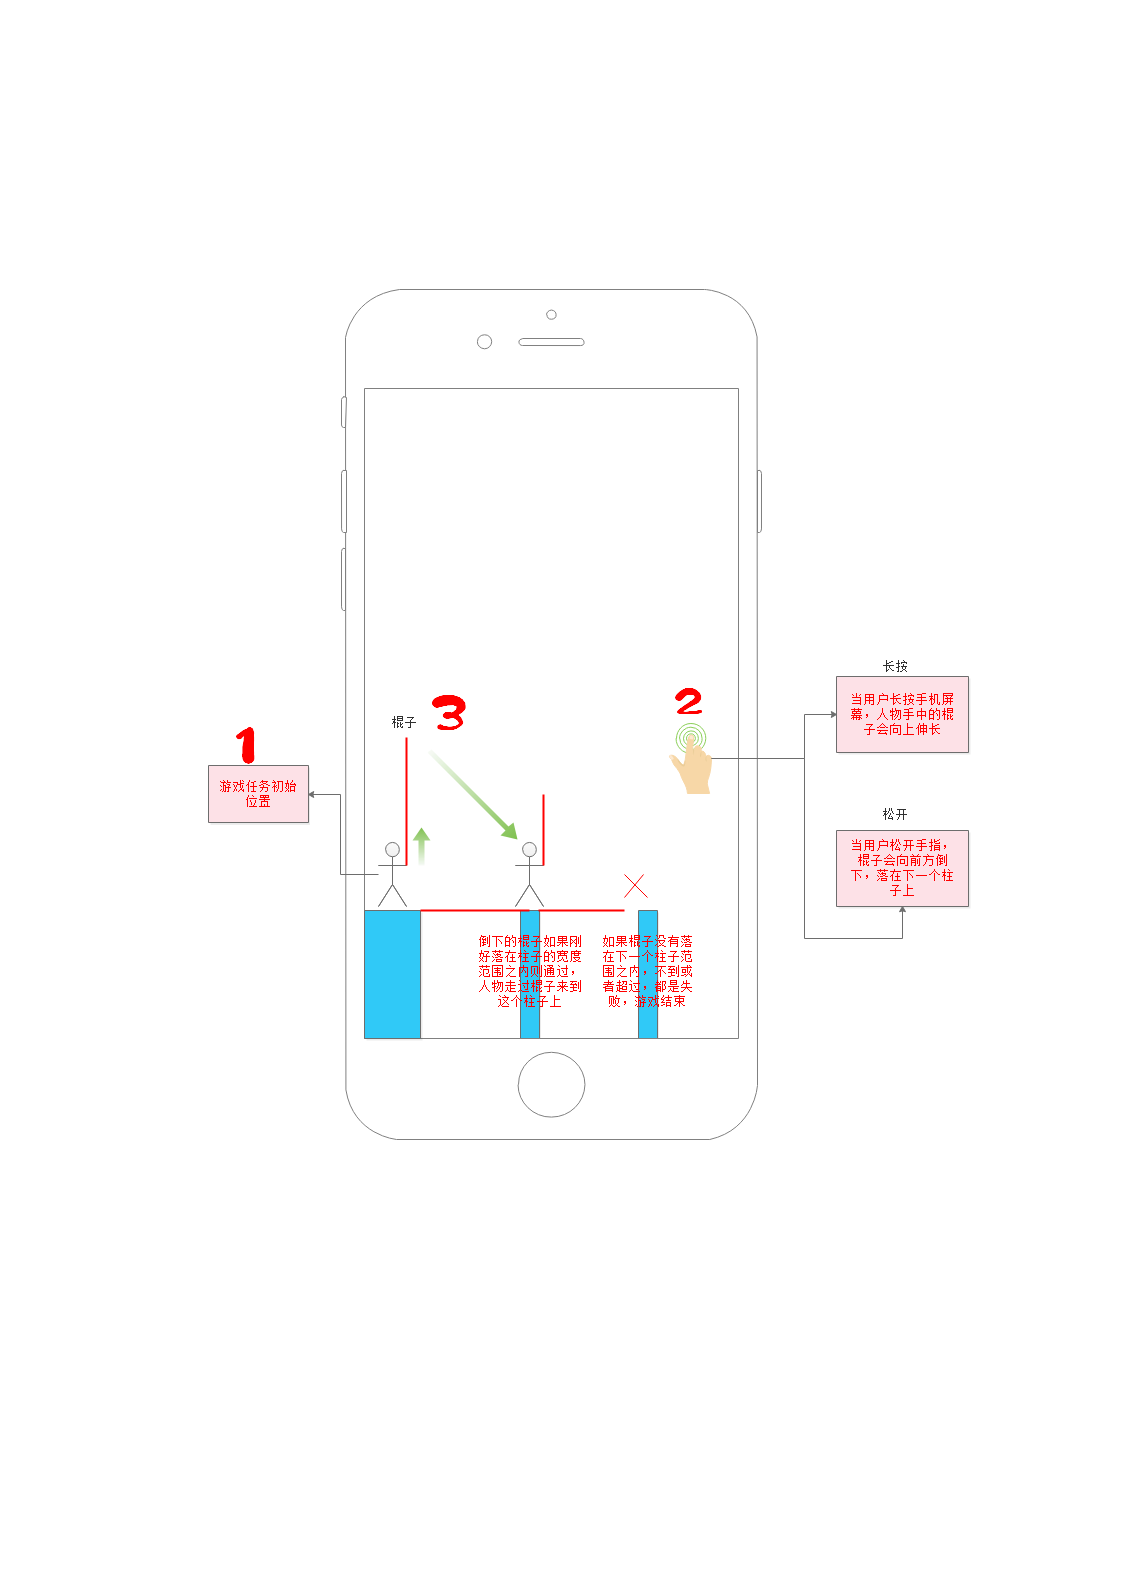 长按
当用户长按手机屏
幕，人物手中的棍
子会向上伸长
2
3
棍子
1
游戏任务初始
位置
松开
当用户松开手指，
棍子会向前方倒
下，落在下一个柱
子上
倒下的棍子如果刚
好落在柱子的宽度
范围之内则通过，
人物走过棍子来到
这个柱子上
如果棍子没有落
在下一个柱子范
围之内，不到或
者超过，都是失
败，游戏结束